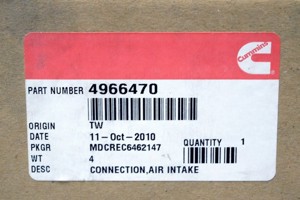 Cummins
PART NUMBER 4966470
ORIGIN TW
DATE 11-Oct-2010
PKGR MDCREC6462147 QUANTITY 1
WT 4
DESC CONNECTION,AIR INTAKE